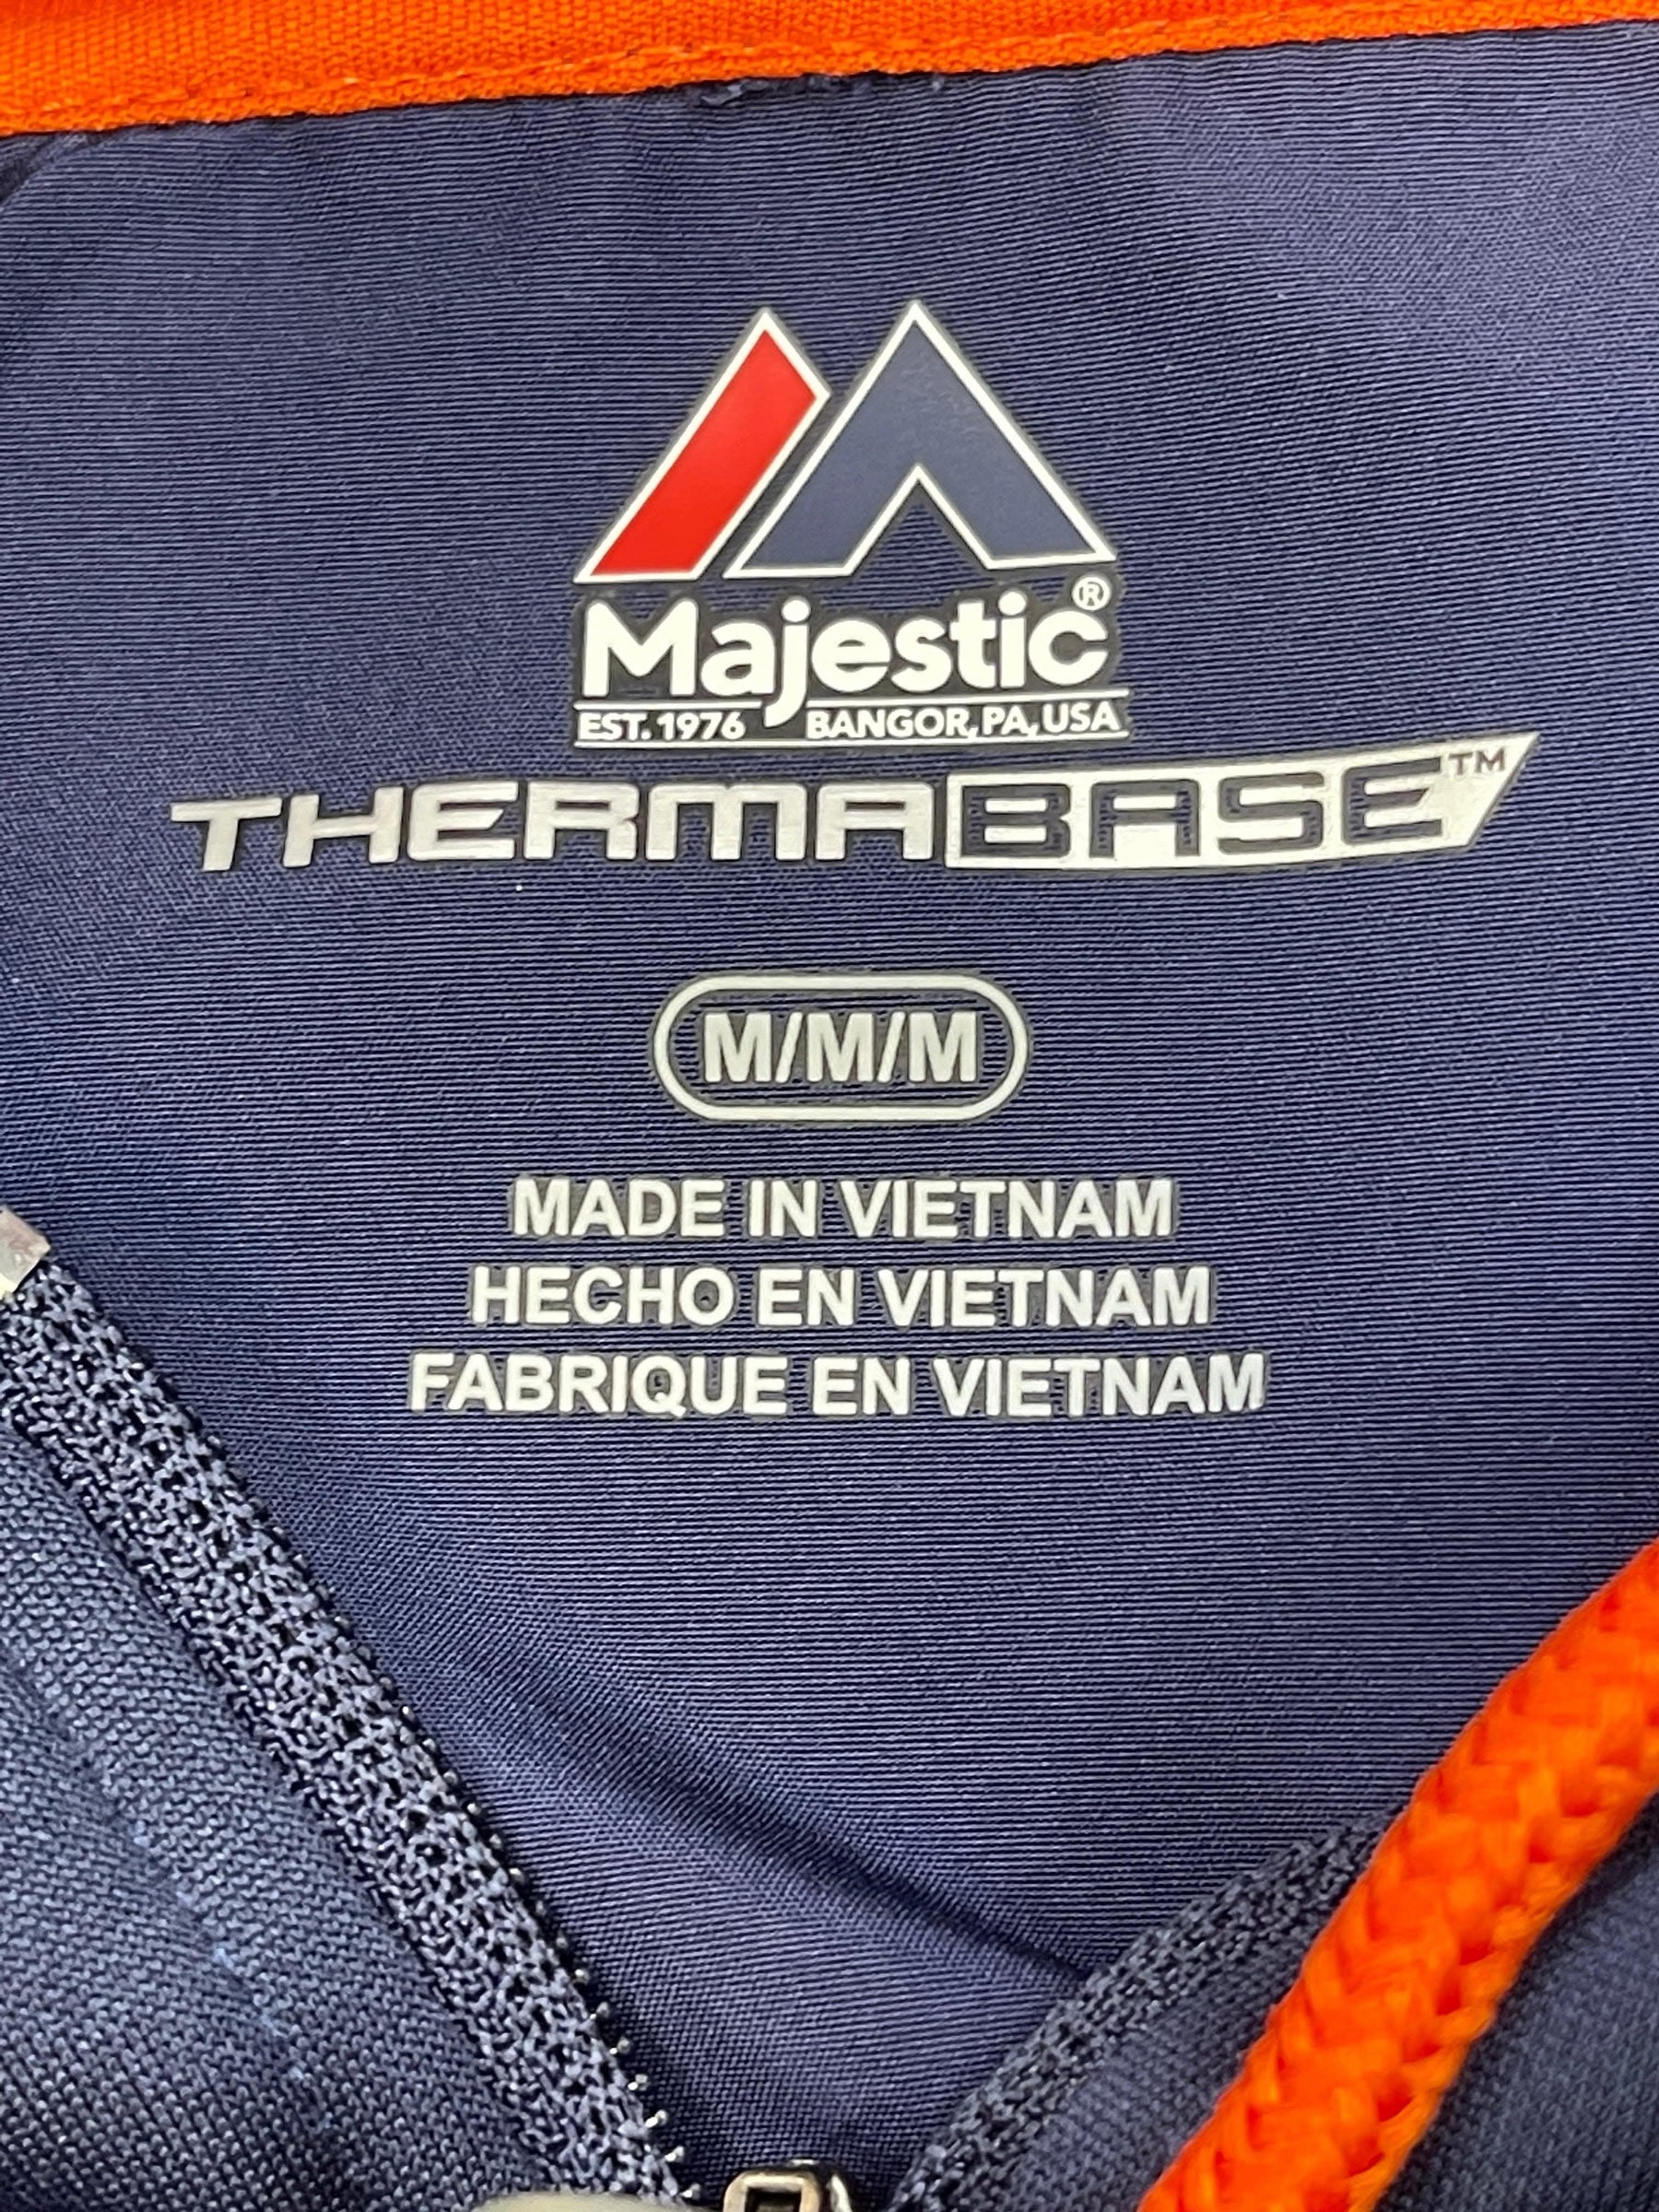 Majestic®
EST. 1976 BANGOR, PA, USA
THERMABASE™
M/M/M
MADE IN VIETNAM
HECHO EN VIETNAM
FABRIQUE EN VIETNAM